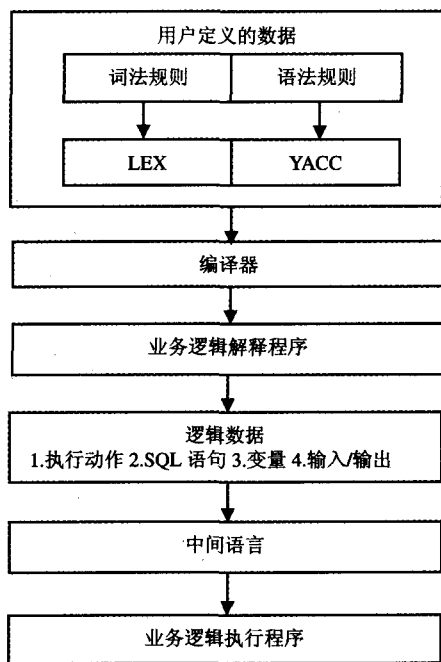 用户定义的数据
词法规则 语法规则
LEX YACC
编译器
业务逻辑解释程序
逻辑数据
1.执行动作 2.SQL 语句 3.变量 4.输入/输出
中间语言
业务逻辑执行程序